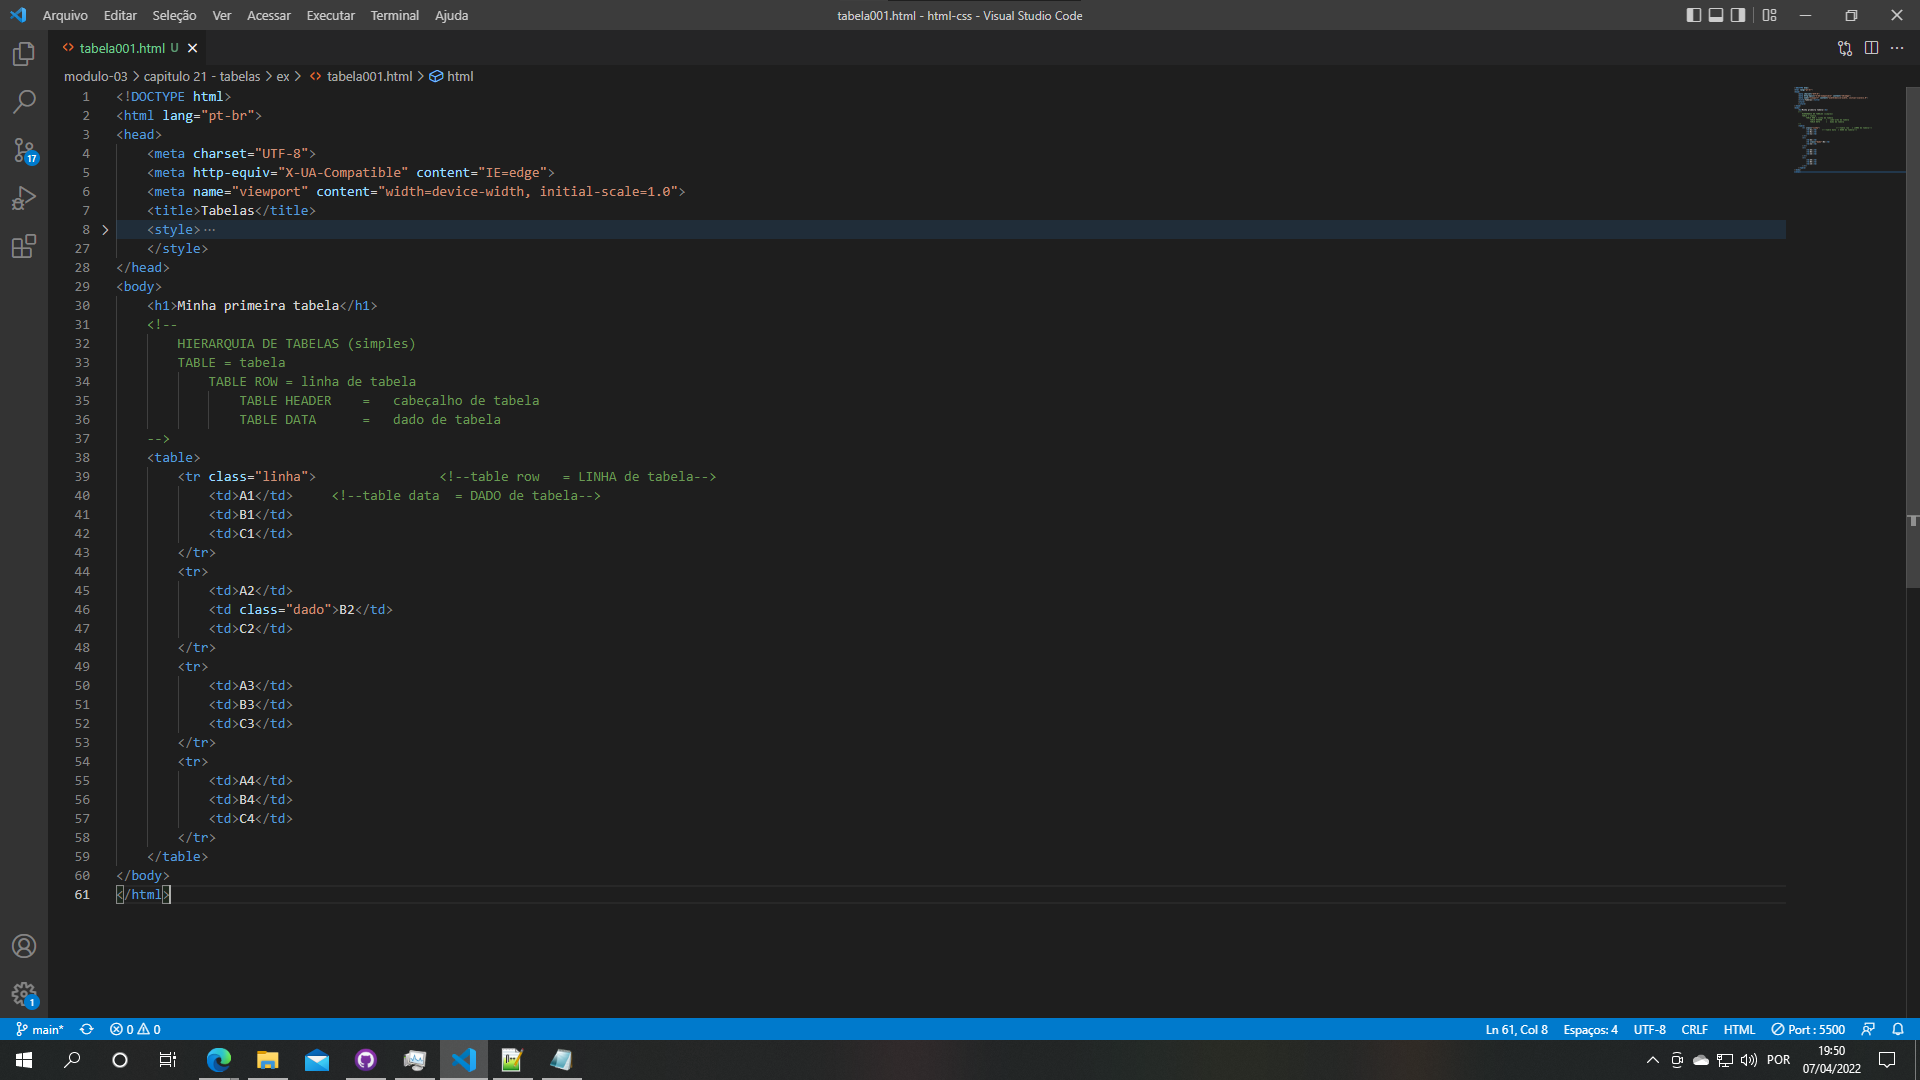 Arquivo Editar Seleção Ver Acessar Executar Terminal Ajuda
tabela001.html - html-css - Visual Studio Code
tabela001.html U
modulo-03 > capitulo 21 - tabelas > ex > tabela001.html > html
1 <!DOCTYPE html>
2 <html lang="pt-br">
3 <head>
4 <meta charset="UTF-8">
5 <meta http-equiv="X-UA-Compatible" content="IE=edge">
6 <meta name="viewport" content="width=device-width, initial-scale=1.0">
7 <title>Tabelas</title>
8 <style>...
27 </style>
28 </head>
29 <body>
30 <h1>Minha primeira tabela</h1>
31 <!--
32 HIERARQUIA DE TABELAS (simples)
33 TABLE = tabela
34 TABLE ROW = linha de tabela
35 TABLE HEADER = cabeçalho de tabela
36 TABLE DATA = dado de tabela
37 -->
38 <table>
39 <tr class="linha"> <!--table row = LINHA de tabela-->
40 <td>A1</td> <!--table data = DADO de tabela-->
41 <td>B1</td>
42 <td>C1</td>
43 </tr>
44 <tr>
45 <td>A2</td>
46 <td class="dado">B2</td>
47 <td>C2</td>
48 </tr>
49 <tr>
50 <td>A3</td>
51 <td>B3</td>
52 <td>C3</td>
53 </tr>
54 <tr>
55 <td>A4</td>
56 <td>B4</td>
57 <td>C4</td>
58 </tr>
59 </table>
60 </body>
61 </html>
17
1
main* 0 0
Ln 61, Col 8 Espaços: 4 UTF-8 CRLF HTML Port : 5500
POR
19:50
07/04/2022